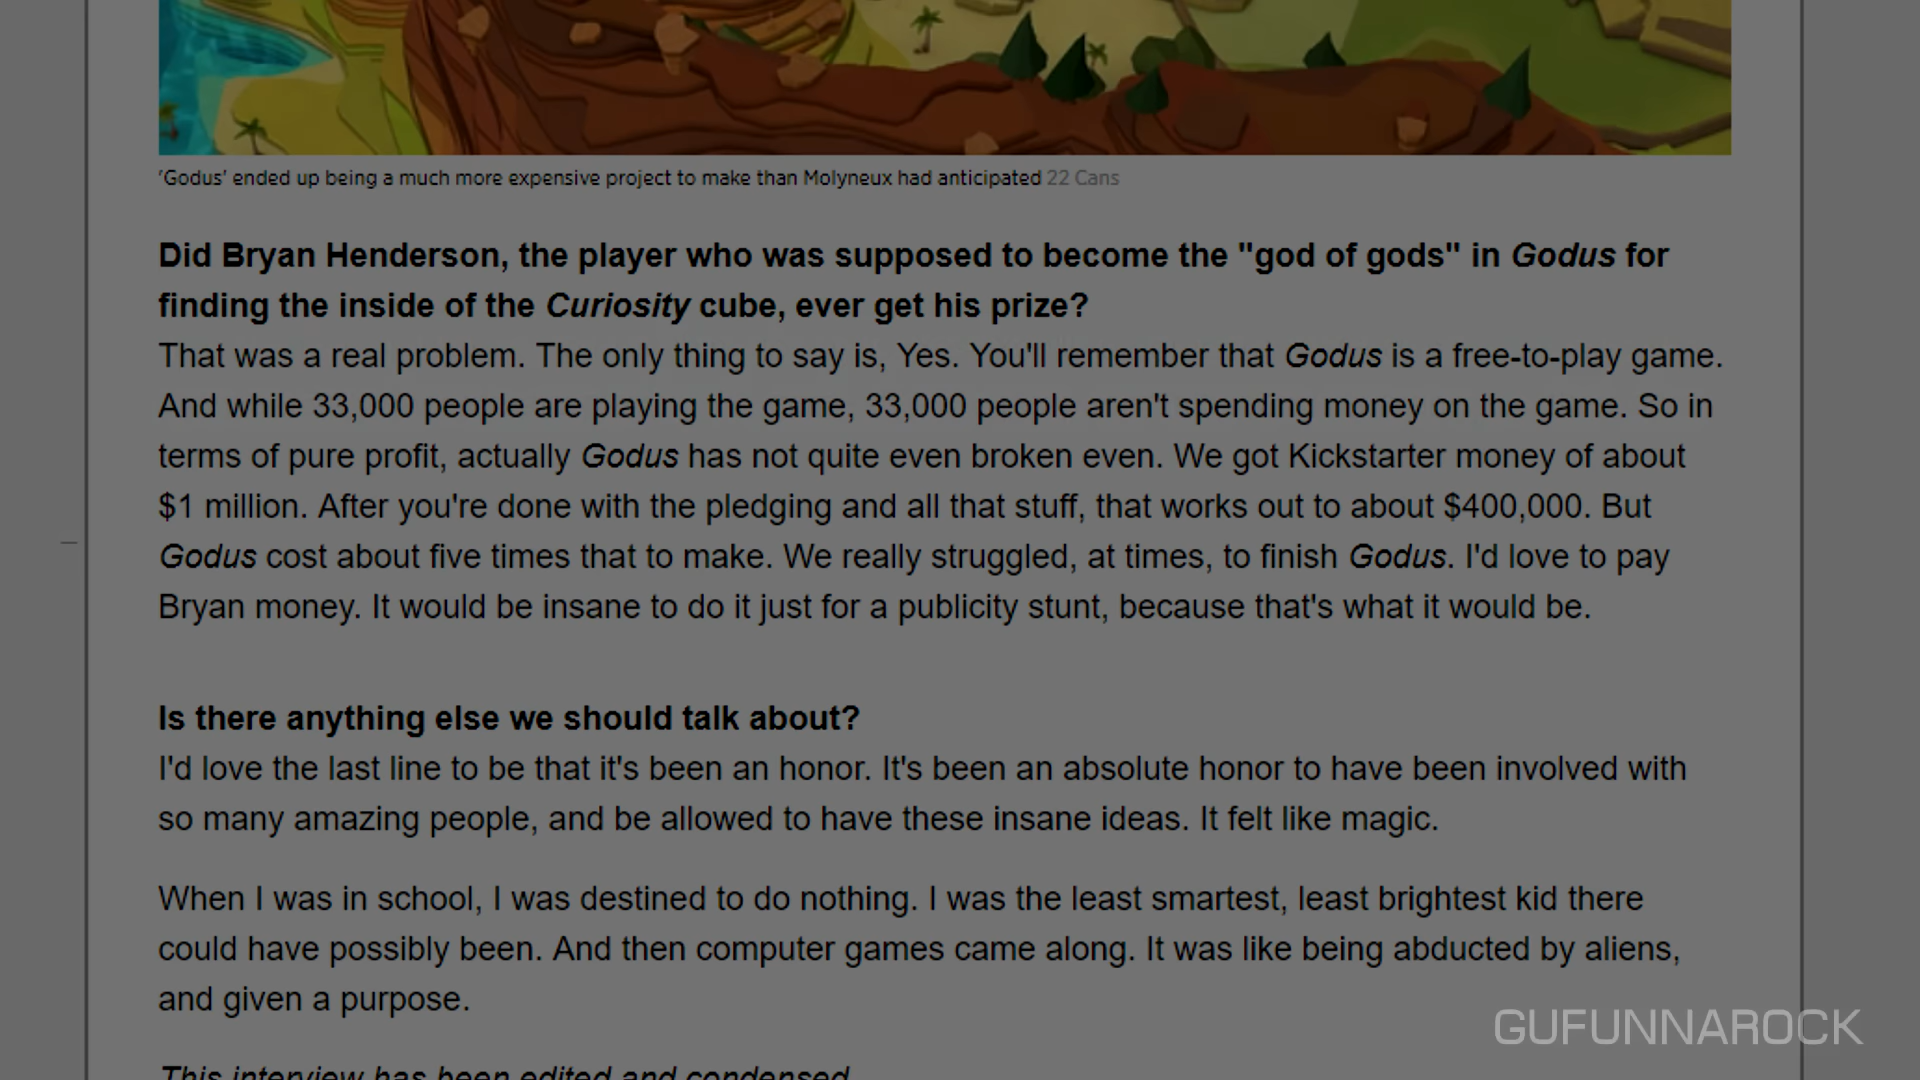 'Godus' ended up being a much more expensive project to make than Molyneux had anticipated 22 Cans
Did Bryan Henderson, the player who was supposed to become the "god of gods" in Godus for
finding the inside of the Curiosity cube, ever get his prize?
That was a real problem. The only thing to say is, Yes. You'll remember that Godus is a free-to-play game.
And while 33,000 people are playing the game, 33,000 people aren't spending money on the game. So in
terms of pure profit, actually Godus has not quite even broken even. We got Kickstarter money of about
$1 million. After you're done with the pledging and all that stuff, that works out to about $400,000. But
Godus cost about five times that to make. We really struggled, at times, to finish Godus. I'd love to pay
Bryan money. It would be insane to do it just for a publicity stunt, because that's what it would be.
Is there anything else we should talk about?
I'd love the last line to be that it's been an honor. It's been an absolute honor to have been involved with
so many amazing people, and be allowed to have these insane ideas. It felt like magic.
When I was in school, I was destined to do nothing. I was the least smartest, least brightest kid there
could have possibly been. And then computer games came along. It was like being abducted by aliens,
and given a purpose.
GUFUNNAROCK
This interview has been edited and condensed